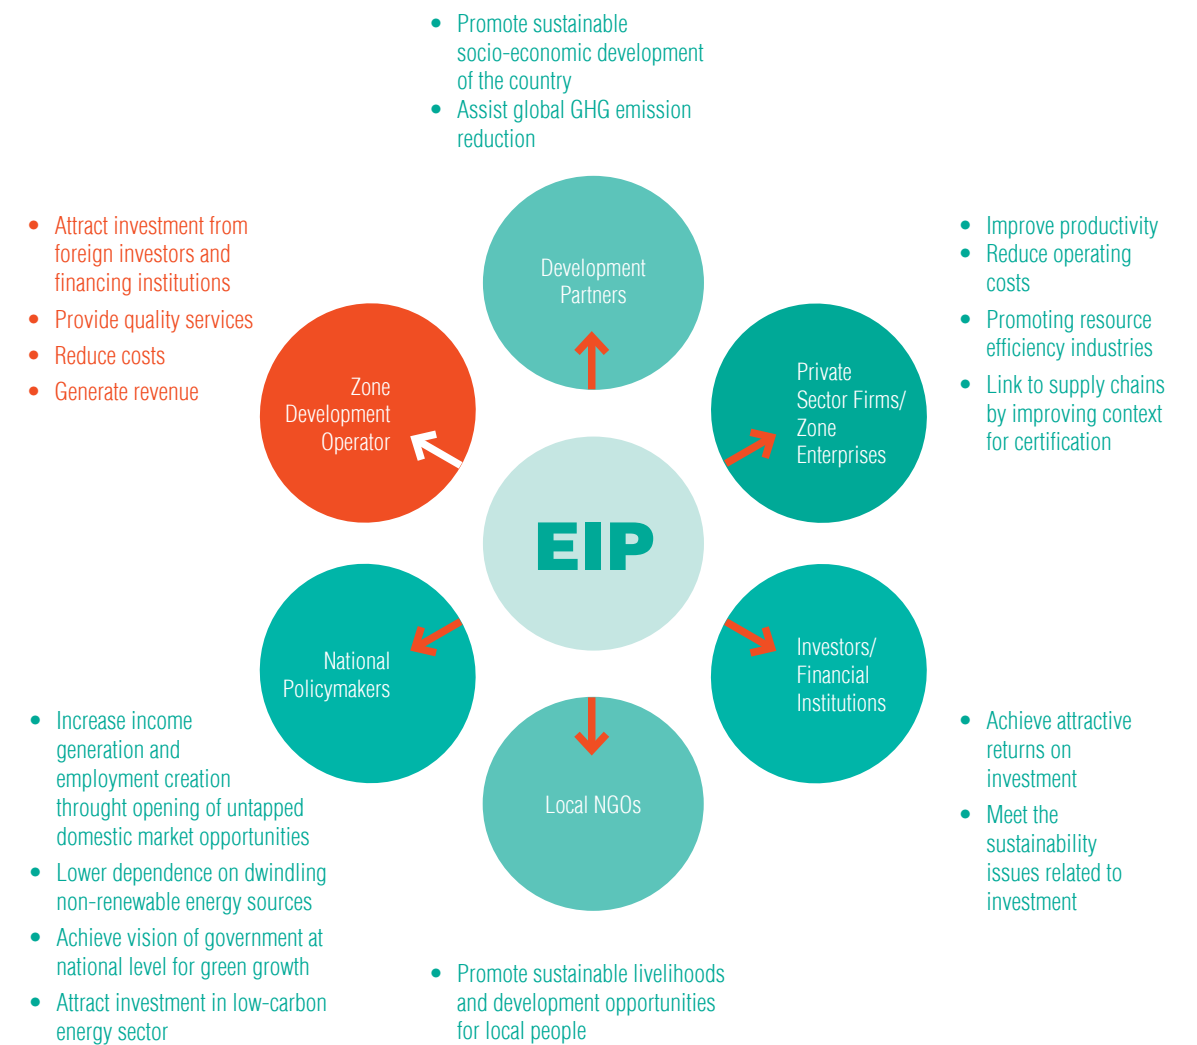 • Promote sustainable
socio-economic development
of the country
• Assist global GHG emission
reduction
• Attract investment from
foreign investors and
financing institutions
• Provide quality services
• Reduce costs
• Generate revenue
Development
Partners
• Improve productivity
• Reduce operating
costs
• Promoting resource
efficiency industries
• Link to supply chains
by improving context
for certification
Zone
Development
Operator
Private
Sector Firms/
Zone
Enterprises
EIP
National
Policymakers
Investors/
Financial
Institutions
Local NGOs
• Increase income
generation and
employment creation
throught opening of untapped
domestic market opportunities
• Lower dependence on dwindling
non-renewable energy sources
• Achieve vision of government at
national level for green growth
• Attract investment in low-carbon
energy sector
• Achieve attractive
returns on
investment
• Meet the
sustainability
issues related to
investment
• Promote sustainable livelihoods
and development opportunities
for local people